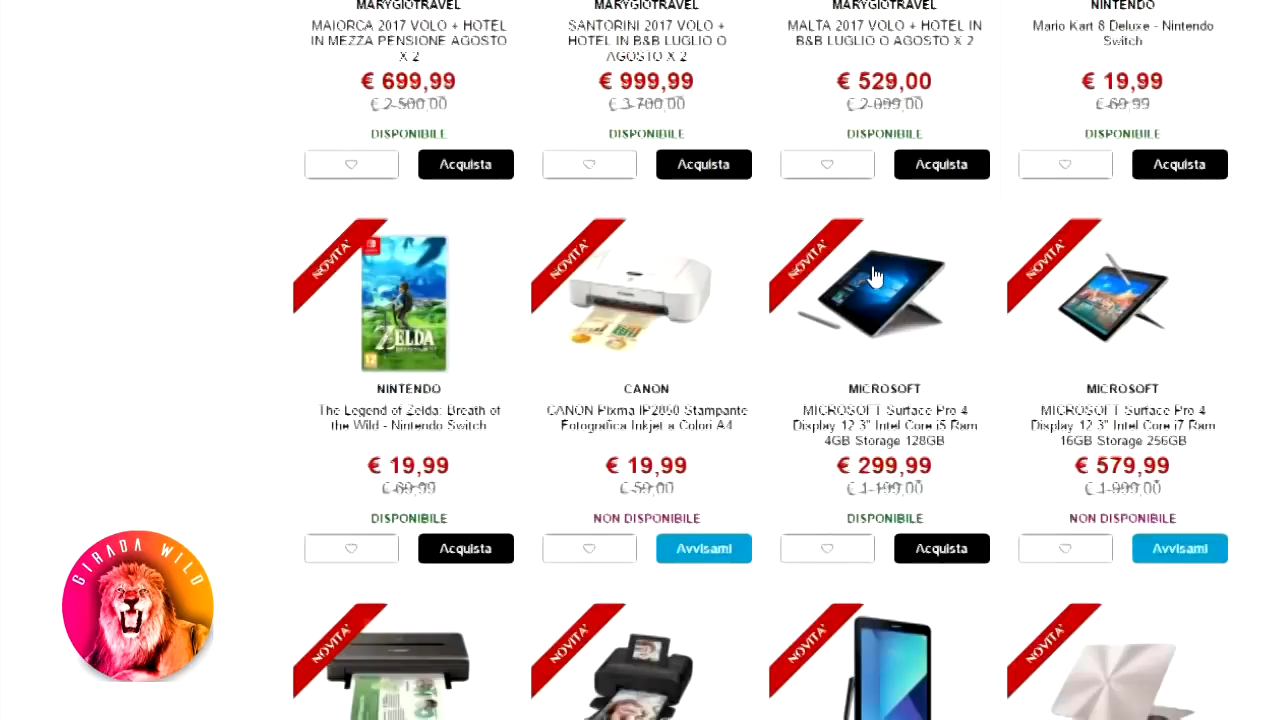 MARYGIOTRAVEL
MAIORCA 2017 VOLO + HOTEL
IN MEZZA PENSIONE AGOSTO
X 2
€ 699,99
€ 2.500,00
DISPONIBILE
Acquista
MARYGIOTRAVEL
SANTORINI 2017 VOLO +
HOTEL IN B&B LUGLIO O
AGOSTO X 2
€ 999,99
€ 3.700,00
DISPONIBILE
Acquista
MARYGIOTRAVEL
MALTA 2017 VOLO + HOTEL IN
B&B LUGLIO O AGOSTO X 2
€ 529,00
€ 2.099,00
DISPONIBILE
Acquista
NINTENDO
Mario Kart 8 Deluxe - Nintendo
Switch
€ 19,99
€ 69,99
DISPONIBILE
Acquista
NOVITA'
ZELDA
NINTENDO
The Legend of Zelda: Breath of
the Wild - Nintendo Switch
€ 19,99
€ 69,99
DISPONIBILE
Acquista
NOVITA'
CANON
CANON Pixma iP2850 Stampante
Fotografica Inkjet a Colori A4
€ 19,99
€ 59,00
NON DISPONIBILE
Avvisami
NOVITA'
MICROSOFT
MICROSOFT Surface Pro 4
Display 12.3" Intel Core i5 Ram
4GB Storage 128GB
€ 299,99
€ 1.199,00
DISPONIBILE
Acquista
NOVITA'
MICROSOFT
MICROSOFT Surface Pro 4
Display 12.3" Intel Core i7 Ram
16GB Storage 256GB
€ 579,99
€ 1.999,00
NON DISPONIBILE
Avvisami
GIRADA WILD
NOVITA'
NOVITA'
NOVITA'
NOVITA'